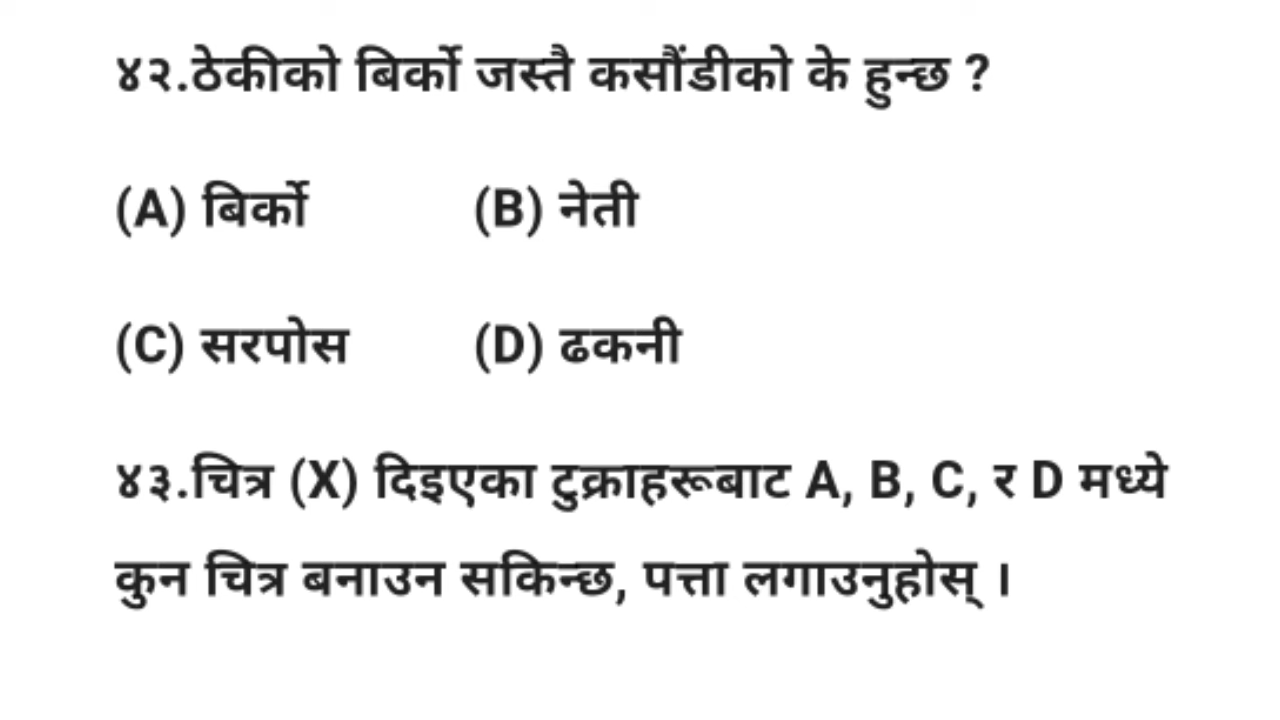 ४२.ठेकीको बिर्को जस्तै कसौंडीको के हुन्छ ?
(A) बिर्को (B) नेती
(C) सरपोस (D) ढकनी
४३.चित्र (X) दिइएका टुक्राहरूबाट A, B, C, र D मध्ये
कुन चित्र बनाउन सकिन्छ, पत्ता लगाउनुहोस् ।